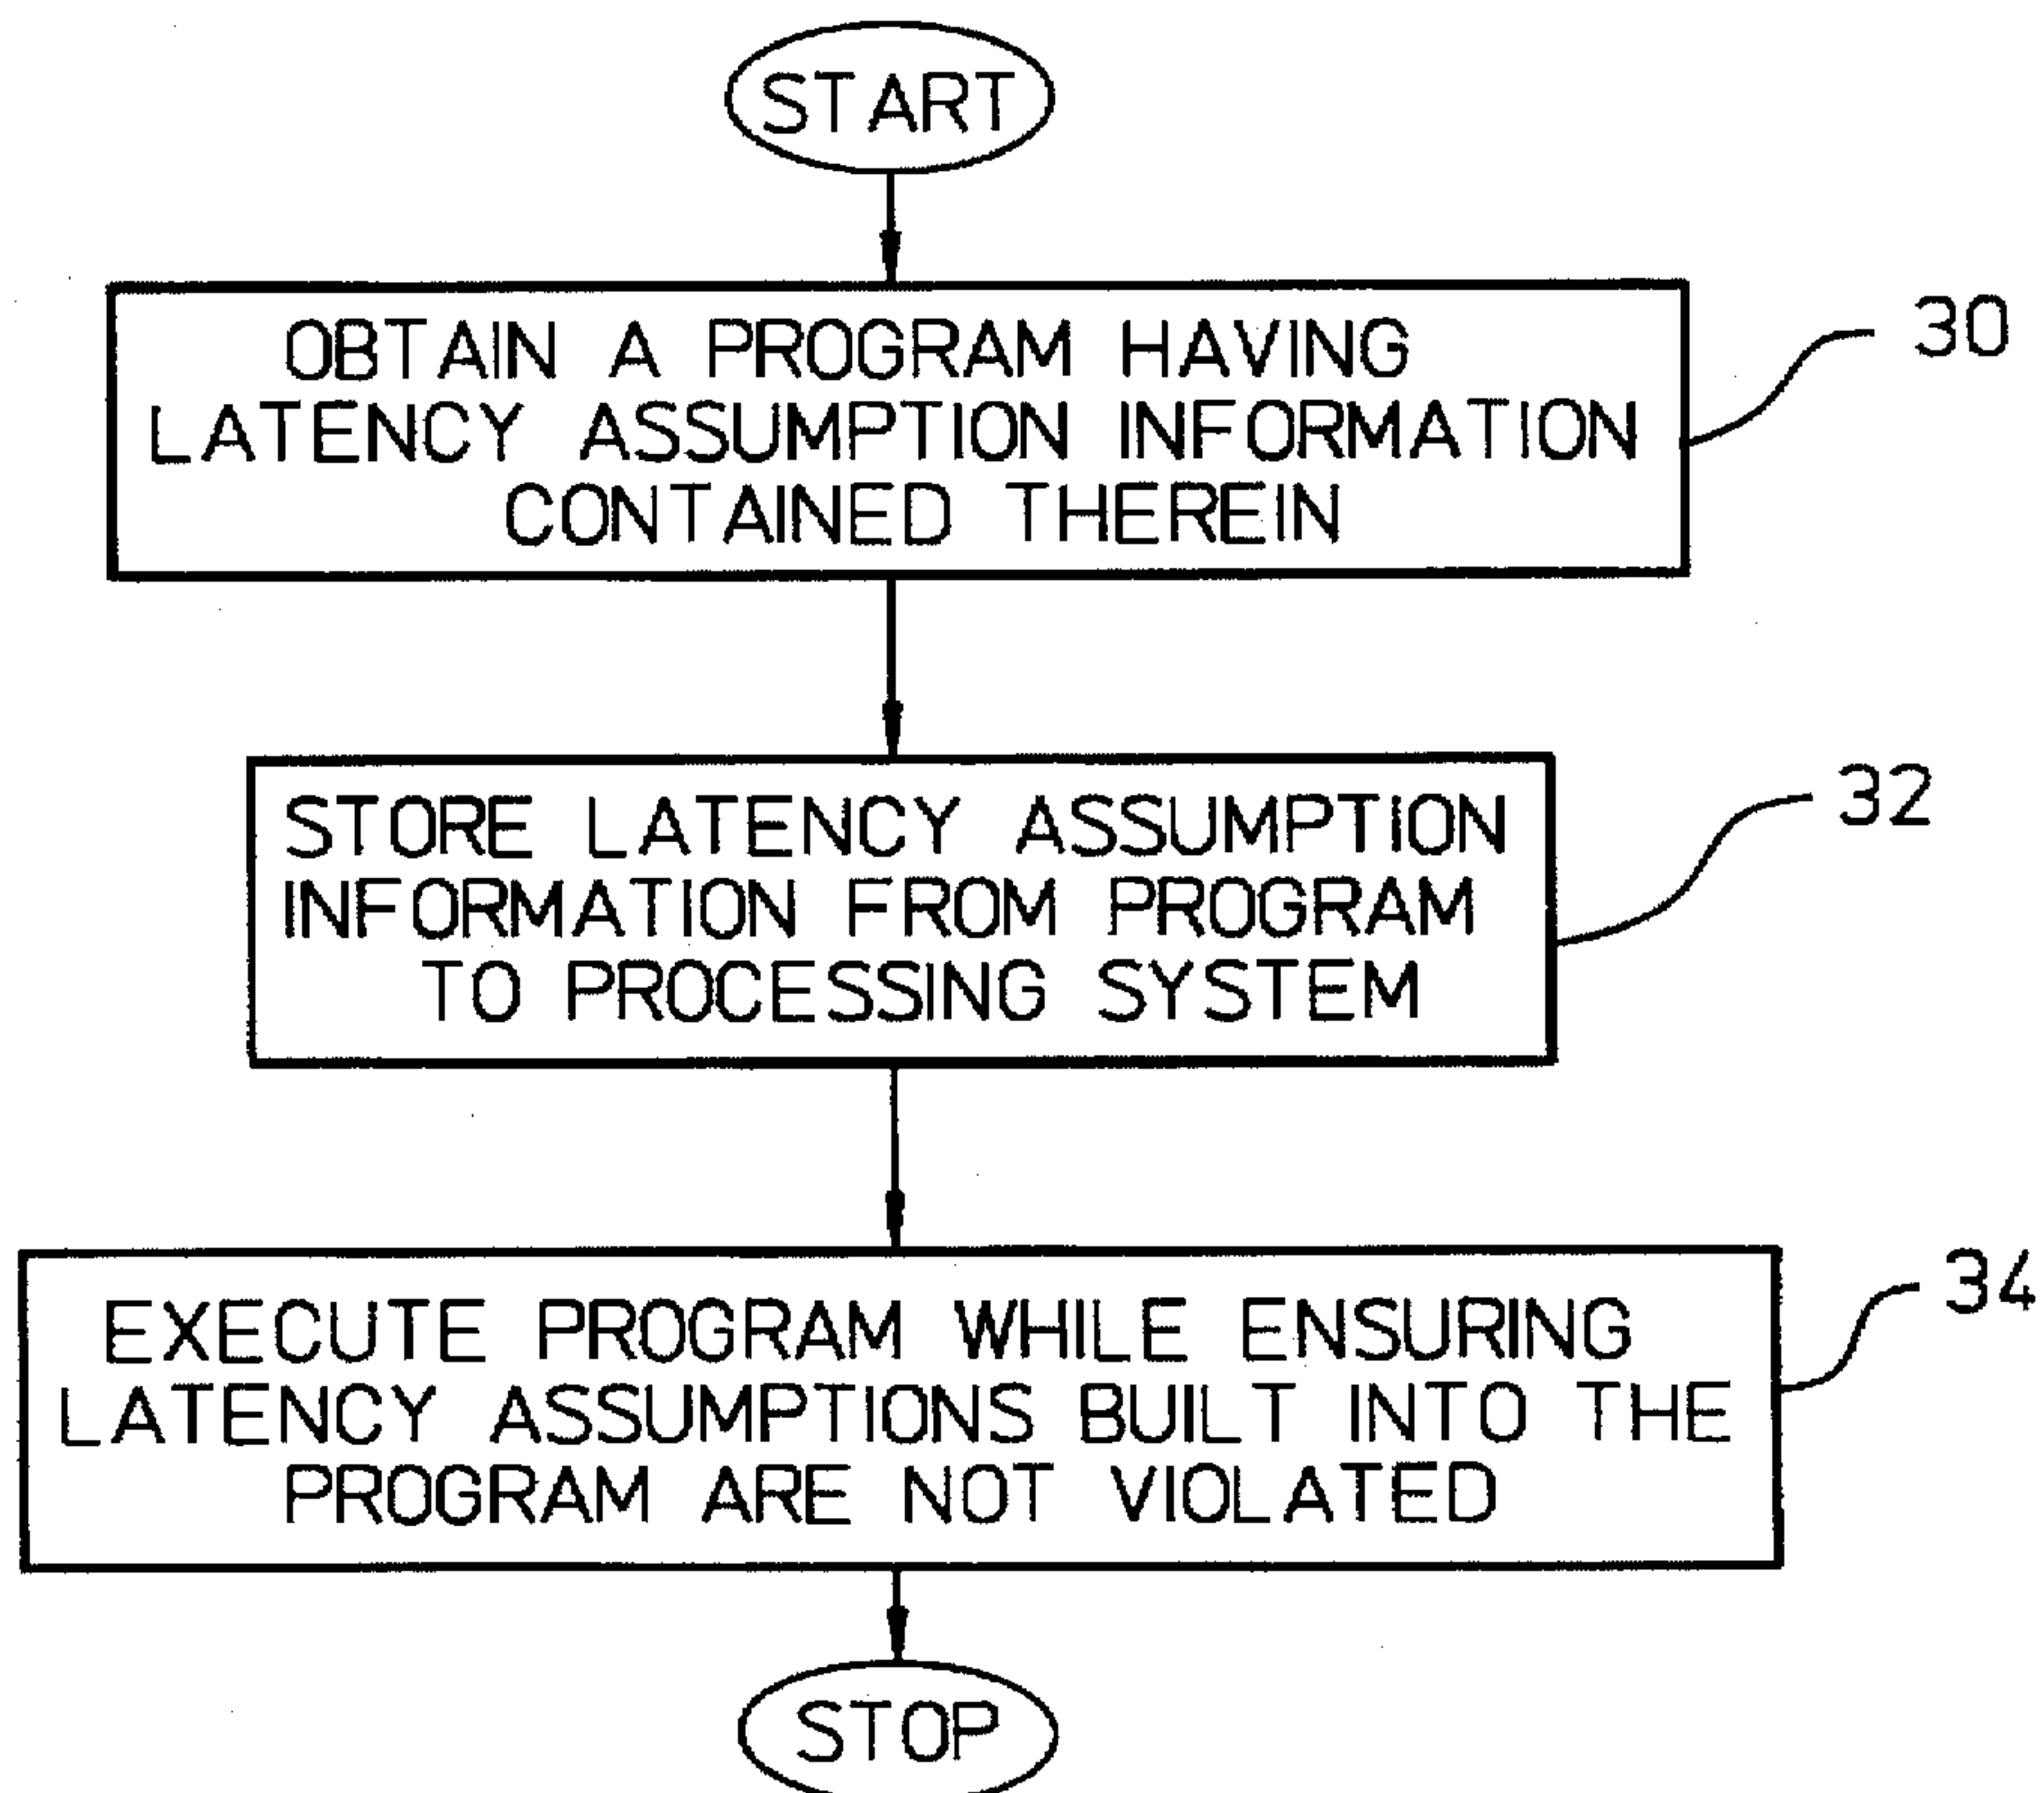 START
OBTAIN A PROGRAM HAVING
LATENCY ASSUMPTION INFORMATION
CONTAINED THEREIN
30
STORE LATENCY ASSUMPTION
INFORMATION FROM PROGRAM
TO PROCESSING SYSTEM
32
EXECUTE PROGRAM WHILE ENSURING
LATENCY ASSUMPTIONS BUILT INTO THE
PROGRAM ARE NOT VIOLATED
34
STOP